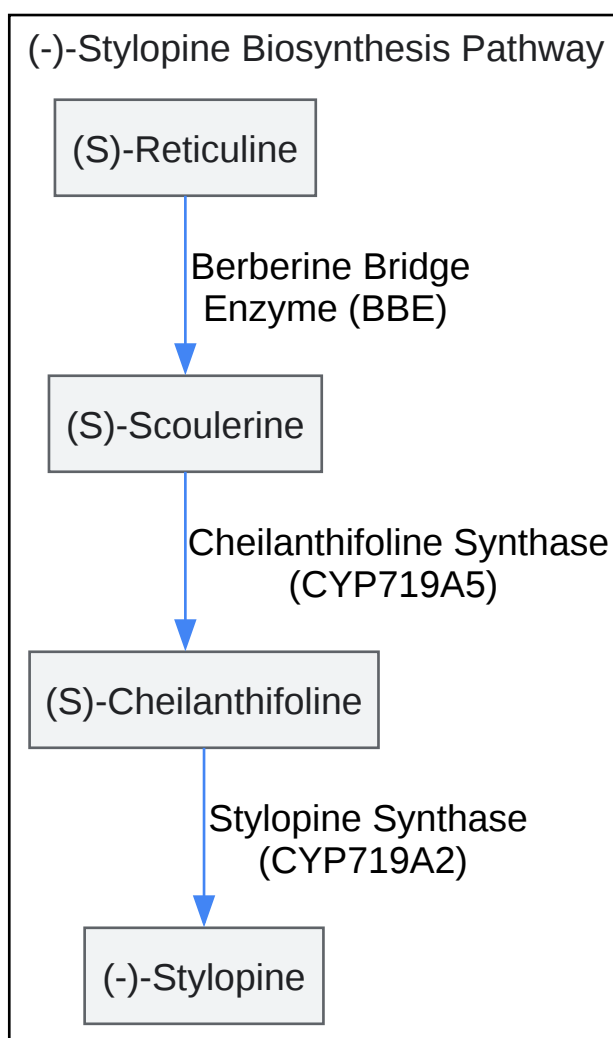 (-)-Stylopine Biosynthesis Pathway
(S)-Reticuline
Berberine Bridge
Enzyme (BBE)
(S)-Scoulerine
Cheilanthifoline Synthase
(CYP719A5)
(S)-Cheilanthifoline
Stylopine Synthase
(CYP719A2)
(-)-Stylopine